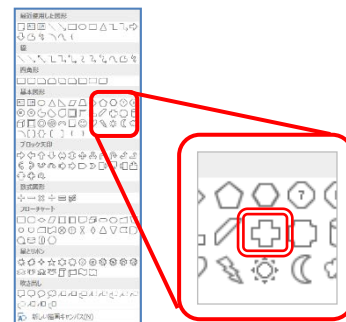 最近使用した図形
線
四角形
基本図形
ブロック矢印
数式図形
フローチャート
星とリボン
吹き出し
新しい描画キャンバス(N)
7